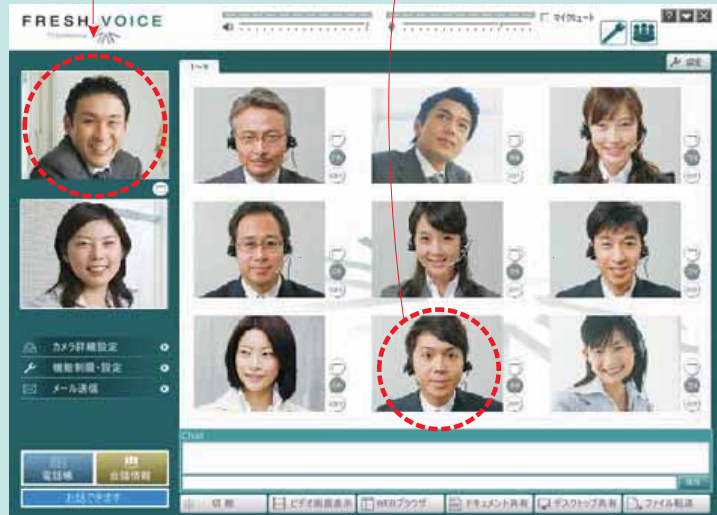 FRESH VOICE
マイクミュート
1～9
設定
カメラ詳細設定
機能制限・設定
メール送信
電話帳
会議情報
お話できます
Chat
切断
ビデオ画面表示
WEBブラウザ
ドキュメント共有
デスクトップ共有
ファイル転送